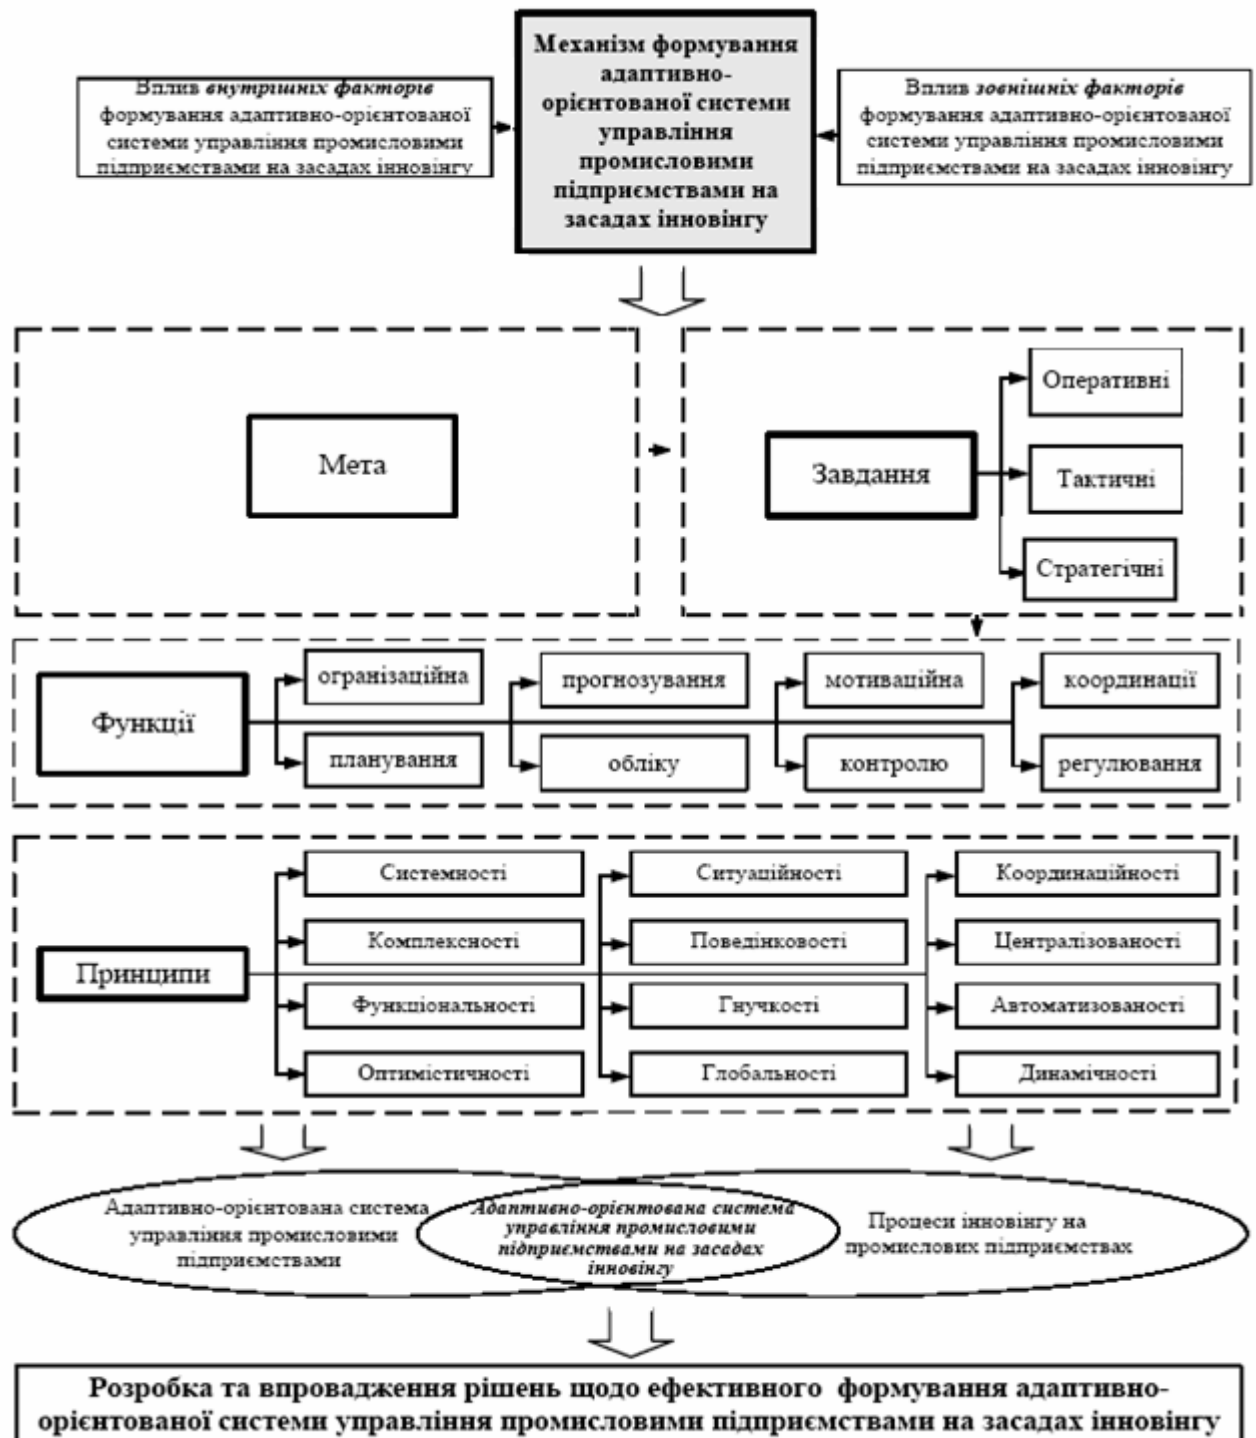 Механізм формування
адаптивно-
орієнтованої системи
управління
промисловими
підприємствами на
засадах інновінгу
Вплив внутрішніх факторів
формування адаптивно-орієнтованої
системи управління промисловими
підприємствами на засадах інновінгу
Вплив зовнішніх факторів
формування адаптивно-орієнтованої
системи управління промисловими
підприємствами на засадах інновінгу
Мета
Завдання
Оперативні
Тактичні
Стратегічні
Функції
огранізаційна
прогнозування
мотиваційна
координації
планування
обліку
контролю
регулювання
Принципи
Системності
Ситуаційності
Координаційності
Комплексності
Поведінковості
Централізованості
Функціональності
Гнучкості
Автоматизованості
Оптимістичності
Глобальності
Динамічності
Адаптивно-орієнтована система
управління промисловими
підприємствами
Адаптивно-орієнтована система
управління промисловими
підприємствами на засадах
інновінгу
Процеси інновінгу на
промислових підприємствах
Розробка та впровадження рішень щодо ефективного формування адаптивно-
орієнтованої системи управління промисловими підприємствами на засадах інновінгу